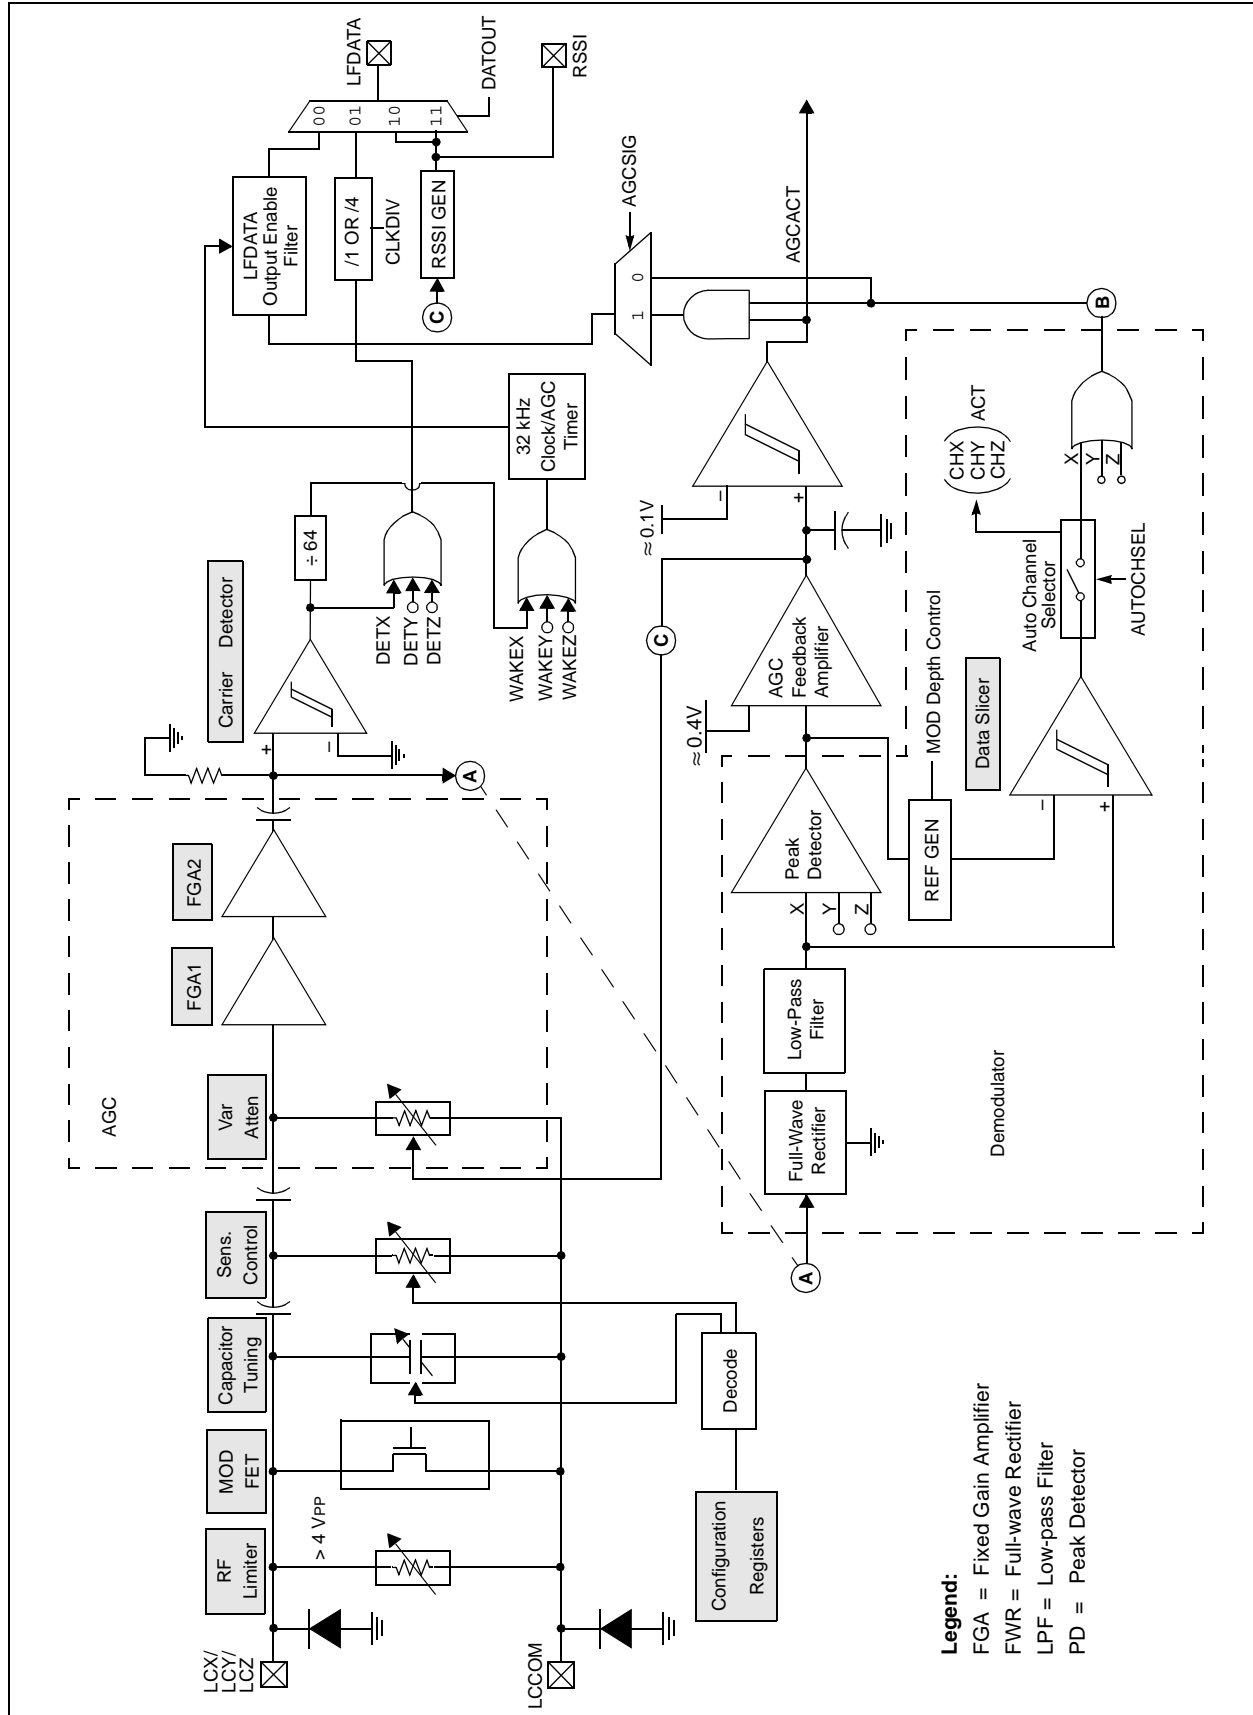 LCX/
LCY/
LCZ
LCCOM
RF
Limiter
> 4 VPP
MOD
FET
Capacitor
Tuning
Sens.
Control
Var
Atten
AGC
FGA1
FGA2
A
Carrier Detector
+
–
÷ 64
DETX
DETY
DETZ
WAKEX
WAKEY
WAKEZ
32 kHz
Clock/AGC
Timer
LFDATA
Output Enable
Filter
/1 OR /4
CLKDIV
C
RSSI GEN
00
01
10
11
LFDATA
DATOUT
RSSI
Configuration
Registers
Decode
A
Full-Wave
Rectifier
Low-Pass
Filter
X
Y
Z
Peak
Detector
Demodulator
REF GEN
MOD Depth Control
≈ 0.4V
AGC
Feedback
Amplifier
C
≈ 0.1V
–
+
1
0
AGCSIG
AGCACT
–
+
Data Slicer
Auto Channel
Selector
AUTOCHSEL
CHX
CHY
CHZ
ACT
X
Y
Z
B
Legend:
FGA = Fixed Gain Amplifier
FWR = Full-wave Rectifier
LPF = Low-pass Filter
PD = Peak Detector